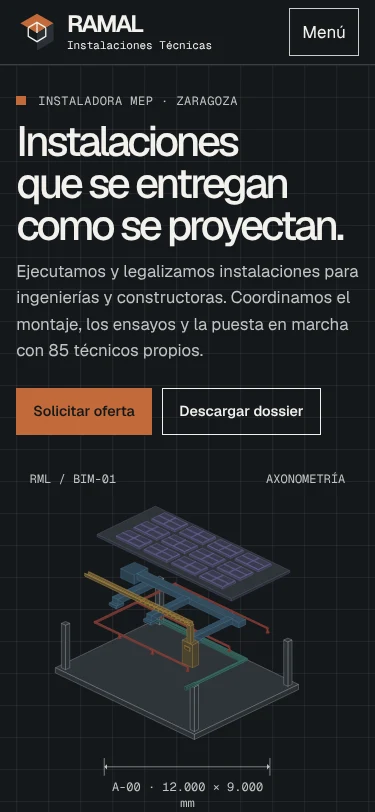 RAMAL
Instalaciones Técnicas
Menú
INSTALADORA MEP · ZARAGOZA
Instalaciones
que se entregan
como se proyectan.
Ejecutamos y legalizamos instalaciones para
ingenierías y constructoras. Coordinamos el
montaje, los ensayos y la puesta en marcha
con 85 técnicos propios.
Solicitar oferta
Descargar dossier
RML / BIM-01
AXONOMETRÍA
A-00 · 12.000 × 9.000
mm